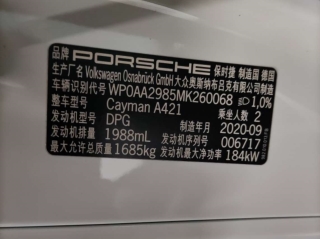 品牌 PORSCHE 保时捷 制造国 德国
生产厂名 Volkswagen Osnabrück GmbH 大众奥斯纳布吕克有限公司
车辆识别代号 WP0AA2985MK260068 1,0%
整车型号 Cayman A421 乘坐人数 2
发动机型号 DPG 制造年月 2020-09
发动机排量 1988mL 发动机序列号 006717
最大允许总质量 1685kg 发动机最大净功率 184kW